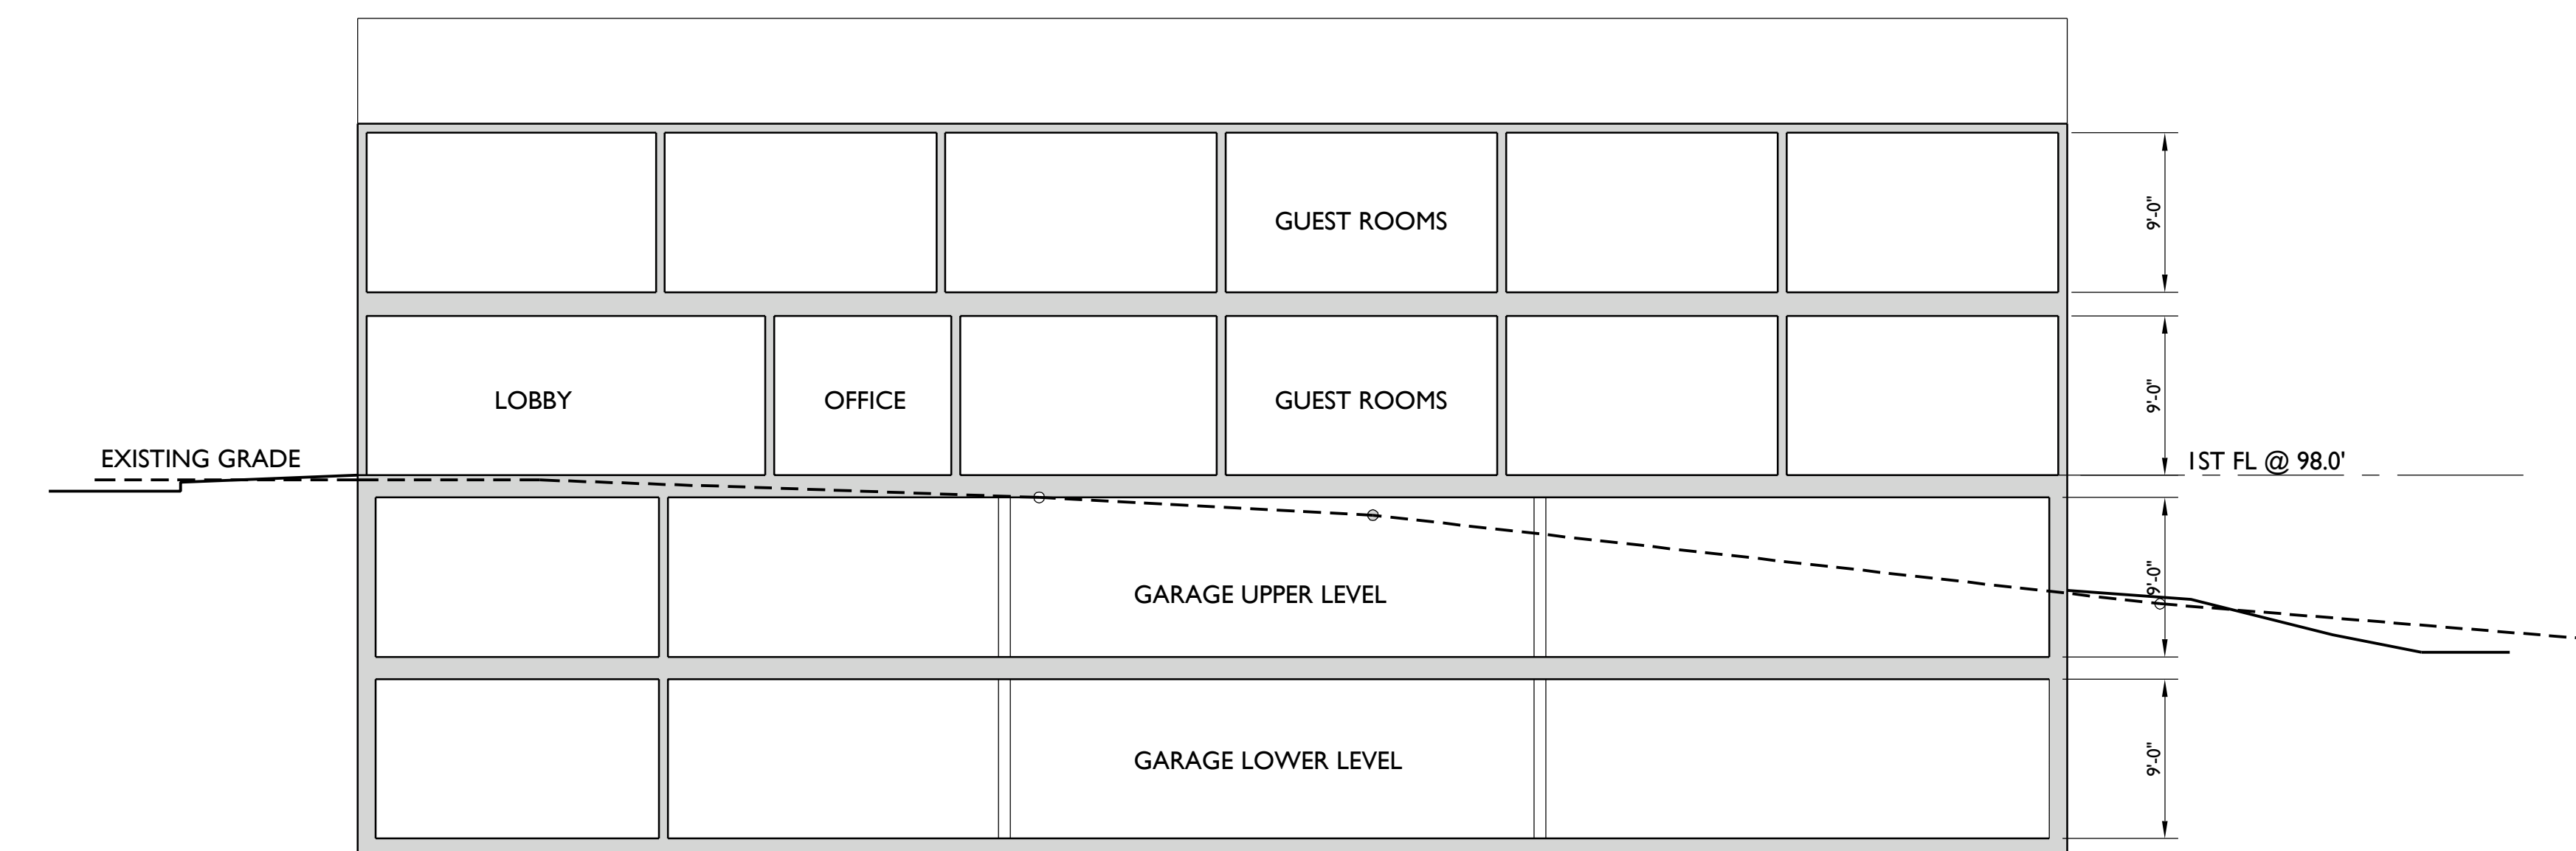 GUEST ROOMS
9'-0"
LOBBY
OFFICE
GUEST ROOMS
9'-0"
EXISTING GRADE
1ST FL @ 98.0'
GARAGE UPPER LEVEL
9'-0"
GARAGE LOWER LEVEL
9'-0"